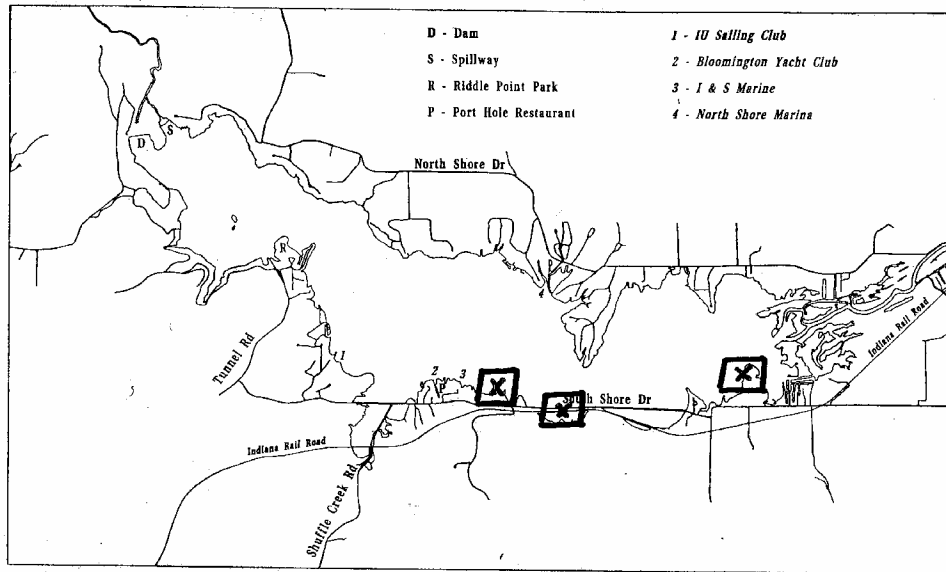 D - Dam
S - Spillway
R - Riddle Point Park
P - Port Hole Restaurant
1 - IU Sailing Club
2 - Bloomington Yacht Club
3 - I & S Marine
4 - North Shore Marina
D
S
North Shore Dr
R
4
Indiana Rail Road
Tunnel Rd
1
2
3
P
X
X
X
South Shore Dr
Indiana Rail Road
Shuffle Creek Rd